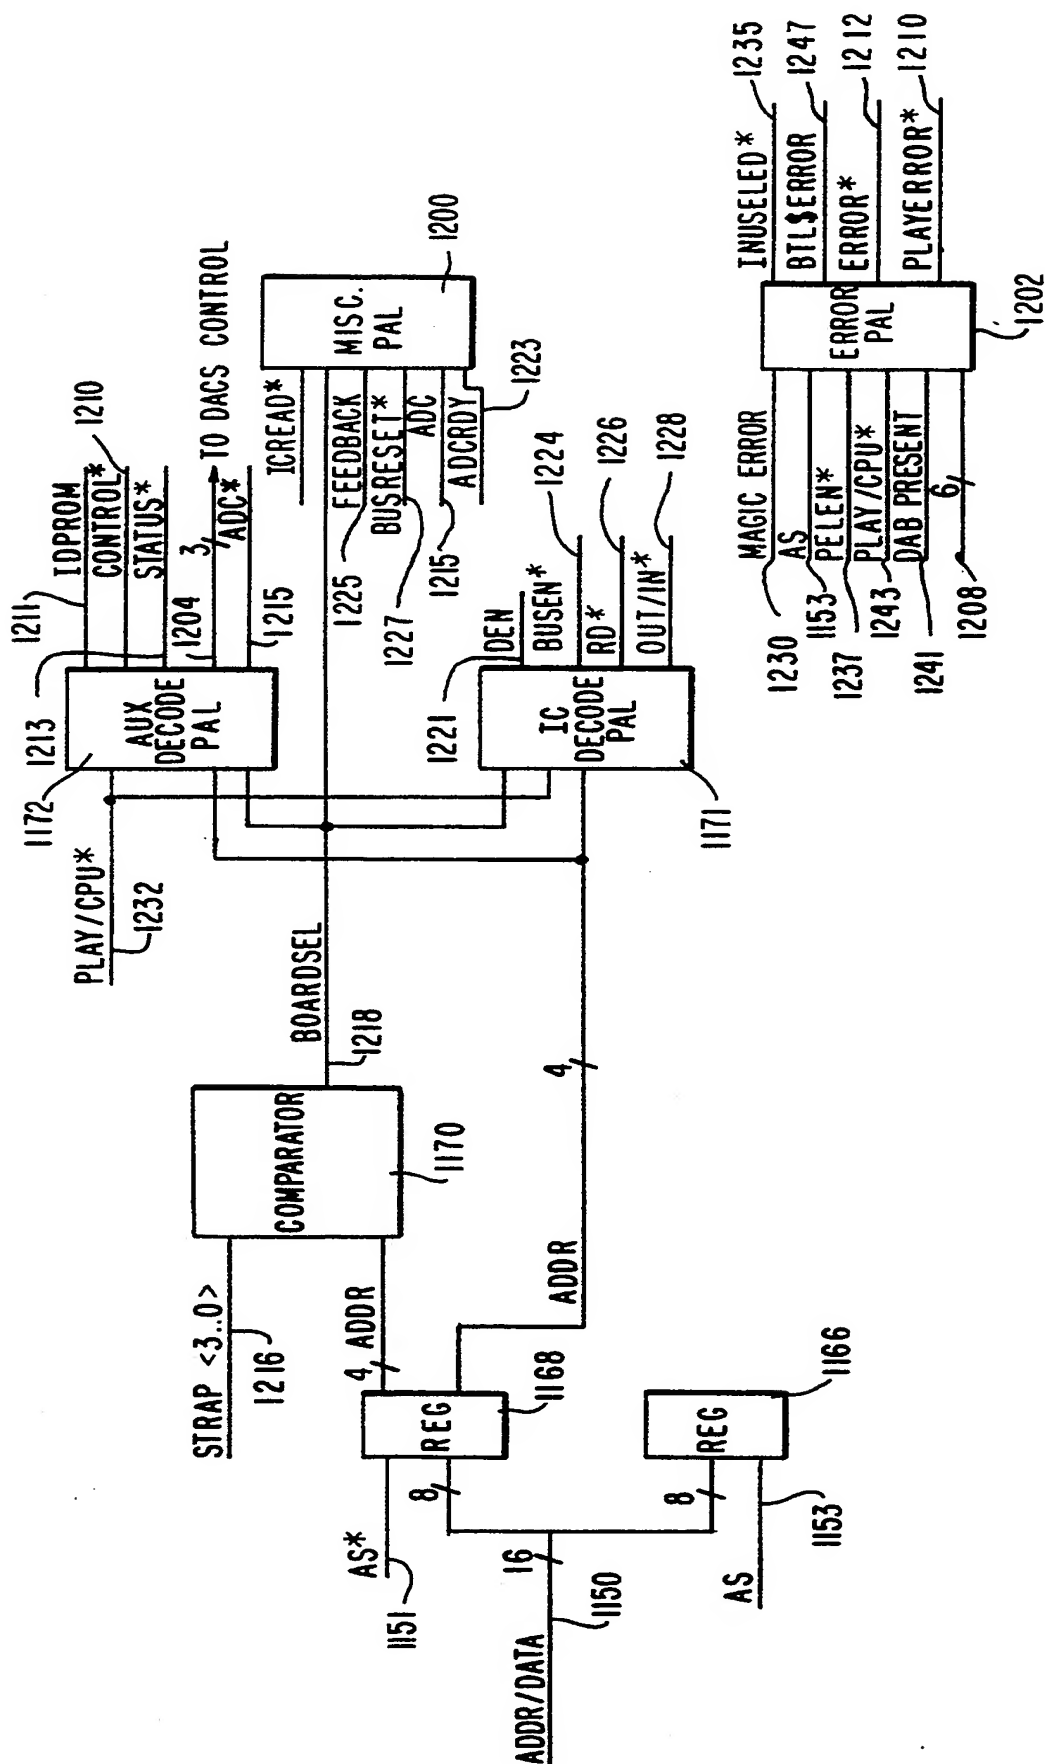 ADDR/DATA
1150
16
AS*
1151
8
REG
1168
8
REG
1166
AS
1153
STRAP <3..0>
1216
4 ADDR
ADDR
COMPARATOR
1170
BOARDSEL
1218
4
PLAY/CPU*
1232
1172
AUX
DECODE
PAL
1213
1211
IDPROM
CONTROL*
1210
STATUS*
1204
3
TO DACS CONTROL
ADC*
1215
MISC.
PAL
1200
ICREAD*
FEEDBACK
1225
BUSRESET*
1227
ADC
1215
ADCRDY
1223
IC
DECODE
PAL
1171
1221
DEN
BUSEN*
1224
RD*
1226
OUT/IN*
1228
MAGIC ERROR
1230
AS
1153
PELEN*
1237
PLAY/CPU*
1243
DAB PRESENT
1241
6
1208
ERROR
PAL
1202
INUSELED*
1235
BTLSERROR
1247
ERROR*
1212
PLAYERROR*
1210